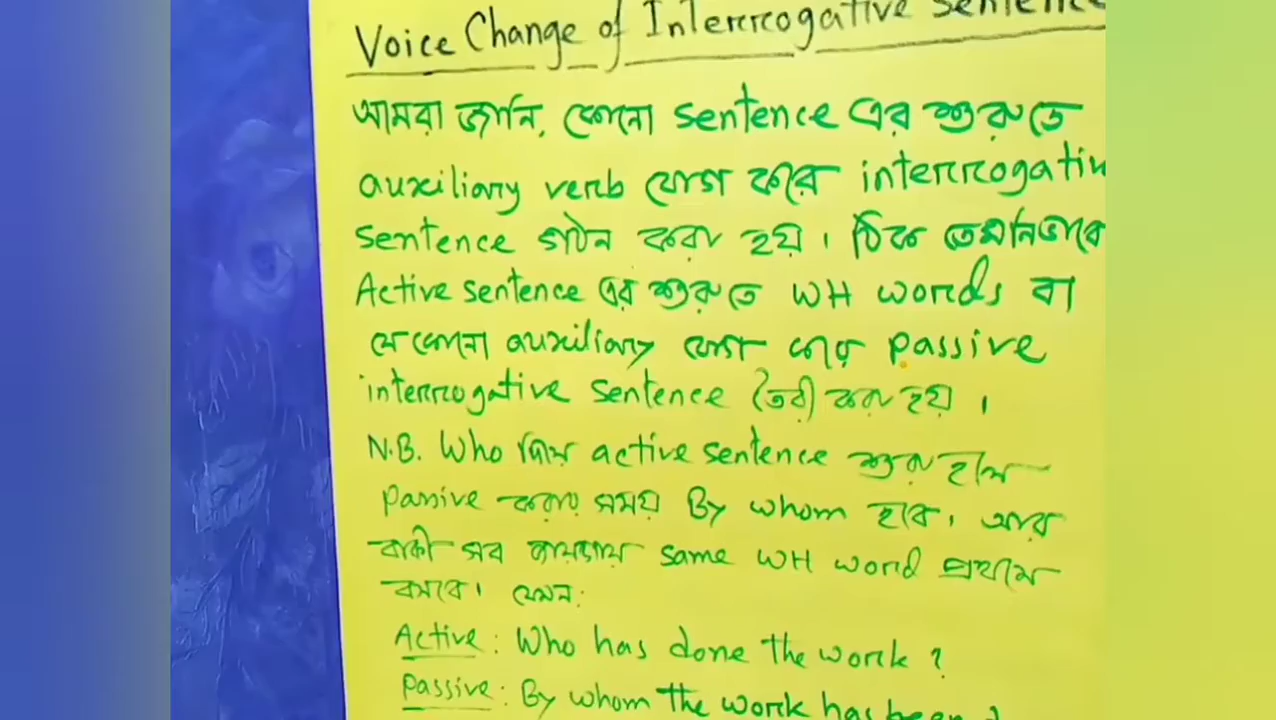 Voice Change of Interrogative Sentence
আমরা জানি, কোনো sentence এর শুরুতে
auxiliary verb যোগ করে interrogativ
sentence গঠন করা হয়। ঠিক তেমনিভাবে
Active sentence এর শুরুতে WH words বা
যেকোনো auxiliary যোগ করে passive
interrogative sentence তৈরী করা হয়।
N.B. Who দিয়ে active sentence শুরু হলে
passive করার সময় By whom হবে, আর
বাকী সব জায়গায় same WH word প্রথমে
বসবে। যেমন:
Active: Who has done the work?
Passive: By whom the work has been